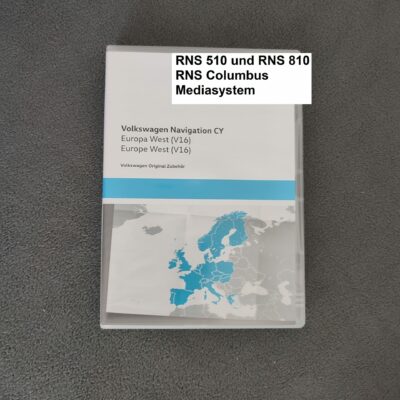 RNS 510 und RNS 810
RNS Columbus
Mediasystem
Volkswagen Navigation CY
Europa West (V16)
Europe West (V16)
Volkswagen Original Zubehör